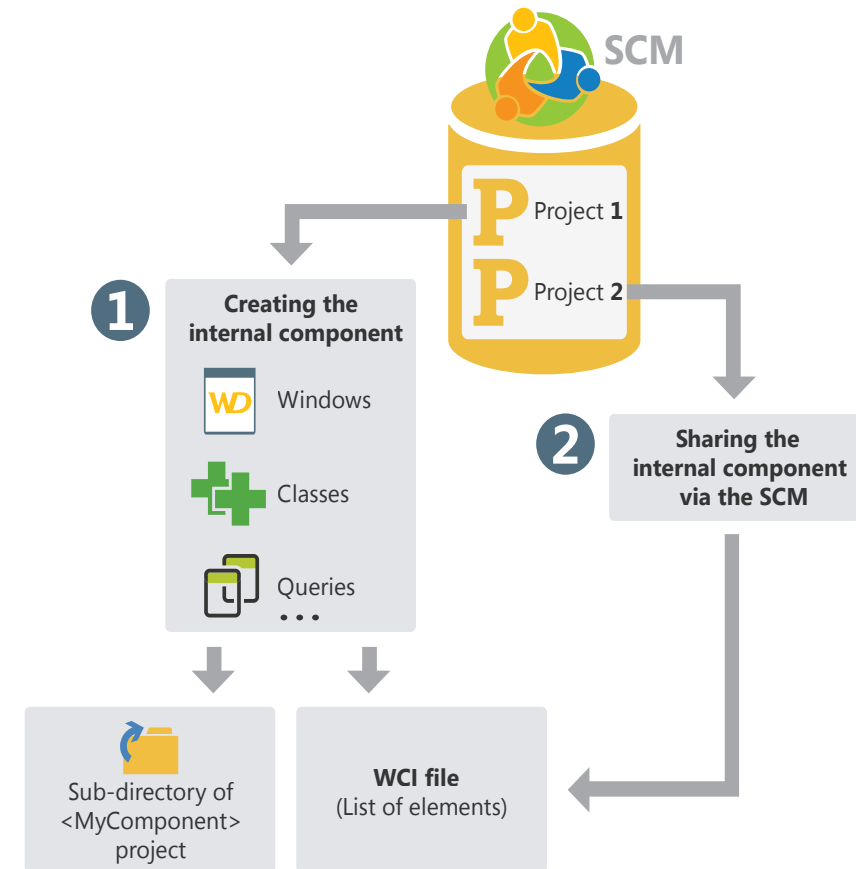 SCM
P Project 1
P Project 2
1
Creating the
internal component
WD Windows
Classes
Queries
...
2
Sharing the
internal component
via the SCM
Sub-directory of
<MyComponent>
project
WCI file
(List of elements)